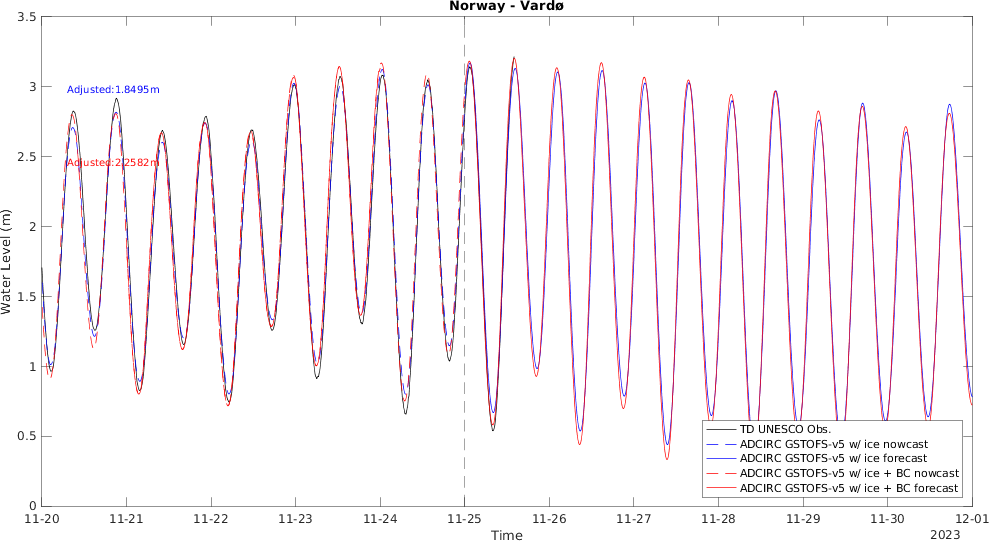 Norway - Vardø
3.5
3
2.5
2
1.5
1
0.5
0
Water Level (m)
Adjusted:1.8495m
Adjusted:2.2582m
TD UNESCO Obs.
ADCIRC GSTOFS-v5 w/ ice nowcast
ADCIRC GSTOFS-v5 w/ ice forecast
ADCIRC GSTOFS-v5 w/ ice + BC nowcast
ADCIRC GSTOFS-v5 w/ ice + BC forecast
11-20 11-21 11-22 11-23 11-24 11-25 11-26 11-27 11-28 11-29 11-30 12-01
Time
2023